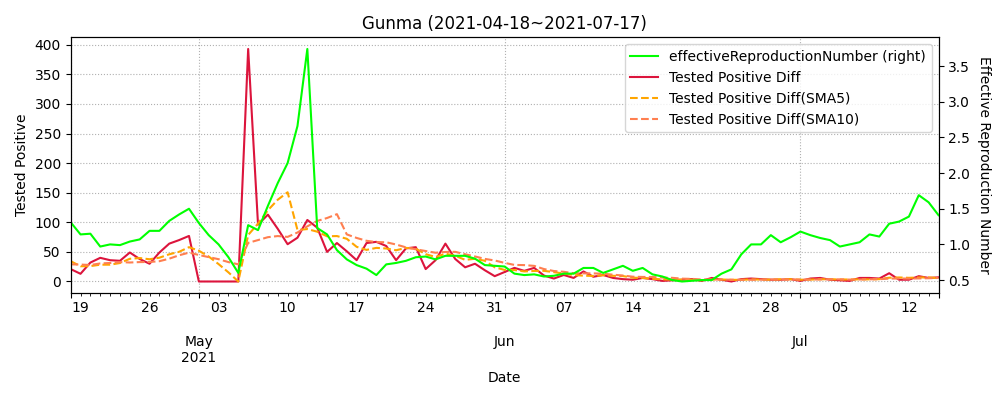 Gunma (2021-04-18~2021-07-17)
effectiveReproductionNumber (right)
Tested Positive Diff
Tested Positive Diff(SMA5)
Tested Positive Diff(SMA10)
Tested Positive
400
350
300
250
200
150
100
50
0
3.5
3.0
2.5
2.0
1.5
1.0
0.5
Effective Reproduction Number
19 26 03 10 17 24 31 07 14 21 28 05 12
May Jun Jul
2021
Date